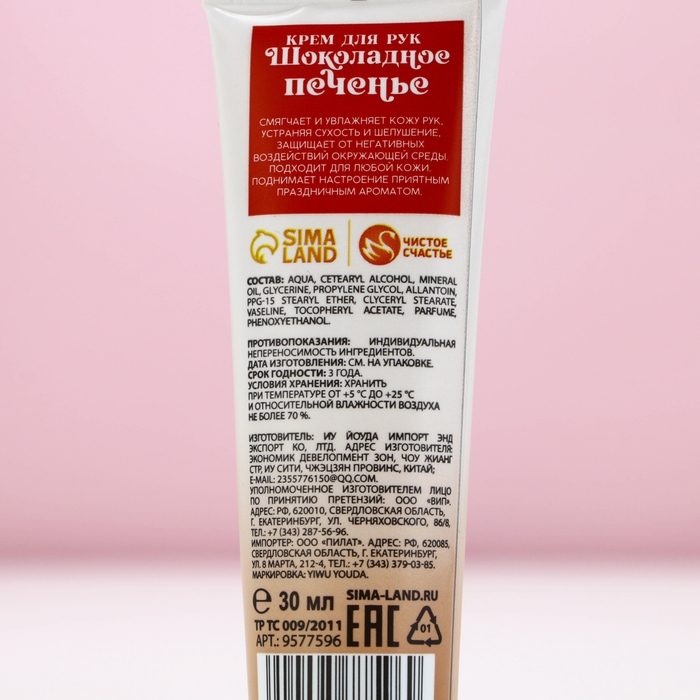 КРЕМ ДЛЯ РУК
Шоколадное
печенье
СМЯГЧАЕТ И УВЛАЖНЯЕТ КОЖУ РУК,
УСТРАНЯЯ СУХОСТЬ И ШЕЛУШЕНИЕ,
ЗАЩИЩАЕТ ОТ НЕГАТИВНЫХ
ВОЗДЕЙСТВИЙ ОКРУЖАЮЩЕЙ СРЕДЫ.
ПОДХОДИТ ДЛЯ ЛЮБОЙ КОЖИ.
ПОДНИМАЕТ НАСТРОЕНИЕ ПРИЯТНЫМ
ПРАЗДНИЧНЫМ АРОМАТОМ.
SIMA LAND
ЧИСТОЕ СЧАСТЬЕ
СОСТАВ: AQUA, CETEARYL ALCOHOL, MINERAL
OIL, GLYCERINE, PROPYLENE GLYCOL, ALLANTOIN,
PPG-15 STEARYL ETHER, CLYCERYL STEARATE,
VASELINE, TOCOPHERYL ACETATE, PARFUME,
PHENOXYETHANOL.
ПРОТИВОПОКАЗАНИЯ: ИНДИВИДУАЛЬНАЯ
НЕПЕРЕНОСИМОСТЬ ИНГРЕДИЕНТОВ.
ДАТА ИЗГОТОВЛЕНИЯ: СМ. НА УПАКОВКЕ.
СРОК ГОДНОСТИ: 3 ГОДА.
УСЛОВИЯ ХРАНЕНИЯ: ХРАНИТЬ
ПРИ ТЕМПЕРАТУРЕ ОТ +5 °С ДО +25 °С
И ОТНОСИТЕЛЬНОЙ ВЛАЖНОСТИ ВОЗДУХА
НЕ БОЛЕЕ 70 %.
ИЗГОТОВИТЕЛЬ: ИУ ЙОУДА ИМПОРТ ЭНД
ЭКСПОРТ КО, ЛТД. АДРЕС ИЗГОТОВИТЕЛЯ:
ЭКОНОМИК ДЕВЕЛОПМЕНТ ЗОН, ЧОУ ЖИАНГ
СТР, ИУ СИТИ, ЧЖЭЦЗЯН ПРОВИНС, КИТАЙ;
E-MAIL: 2355776150@QQ.COM.
УПОЛНОМОЧЕННОЕ ИЗГОТОВИТЕЛЕМ ЛИЦО
ПО ПРИНЯТИЮ ПРЕТЕНЗИЙ: ООО «ВИП».
АДРЕС: РФ, 620010, СВЕРДЛОВСКАЯ ОБЛАСТЬ,
Г. ЕКАТЕРИНБУРГ, УЛ. ЧЕРНЯХОВСКОГО, 86/8,
ТЕЛ.: +7 (343) 287-56-96.
ИМПОРТЕР: ООО «ПИЛАТ». АДРЕС: РФ, 620085,
СВЕРДЛОВСКАЯ ОБЛАСТЬ, Г. ЕКАТЕРИНБУРГ,
УЛ. 8 МАРТА, 212-4, ТЕЛ.: +7 (343) 379-03-85.
МАРКИРОВКА: YIWU YOUDA.
℮ 30 МЛ SIMA-LAND.RU
ТР ТС 009/2011 EAC 01
АРТ.: 9577596